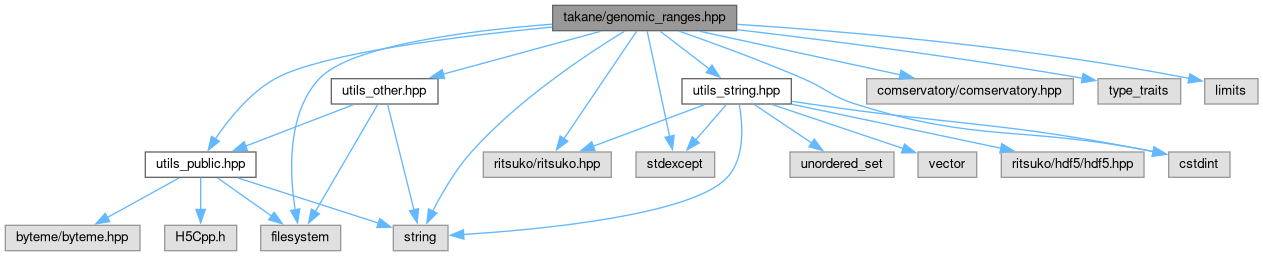 takane/genomic_ranges.hpp
utils_other.hpp
utils_string.hpp
comservatory/comservatory.hpp
type_traits
limits
utils_public.hpp
ritsuko/ritsuko.hpp
stdexcept
unordered_set
vector
ritsuko/hdf5/hdf5.hpp
cstdint
byteme/byteme.hpp
H5Cpp.h
filesystem
string